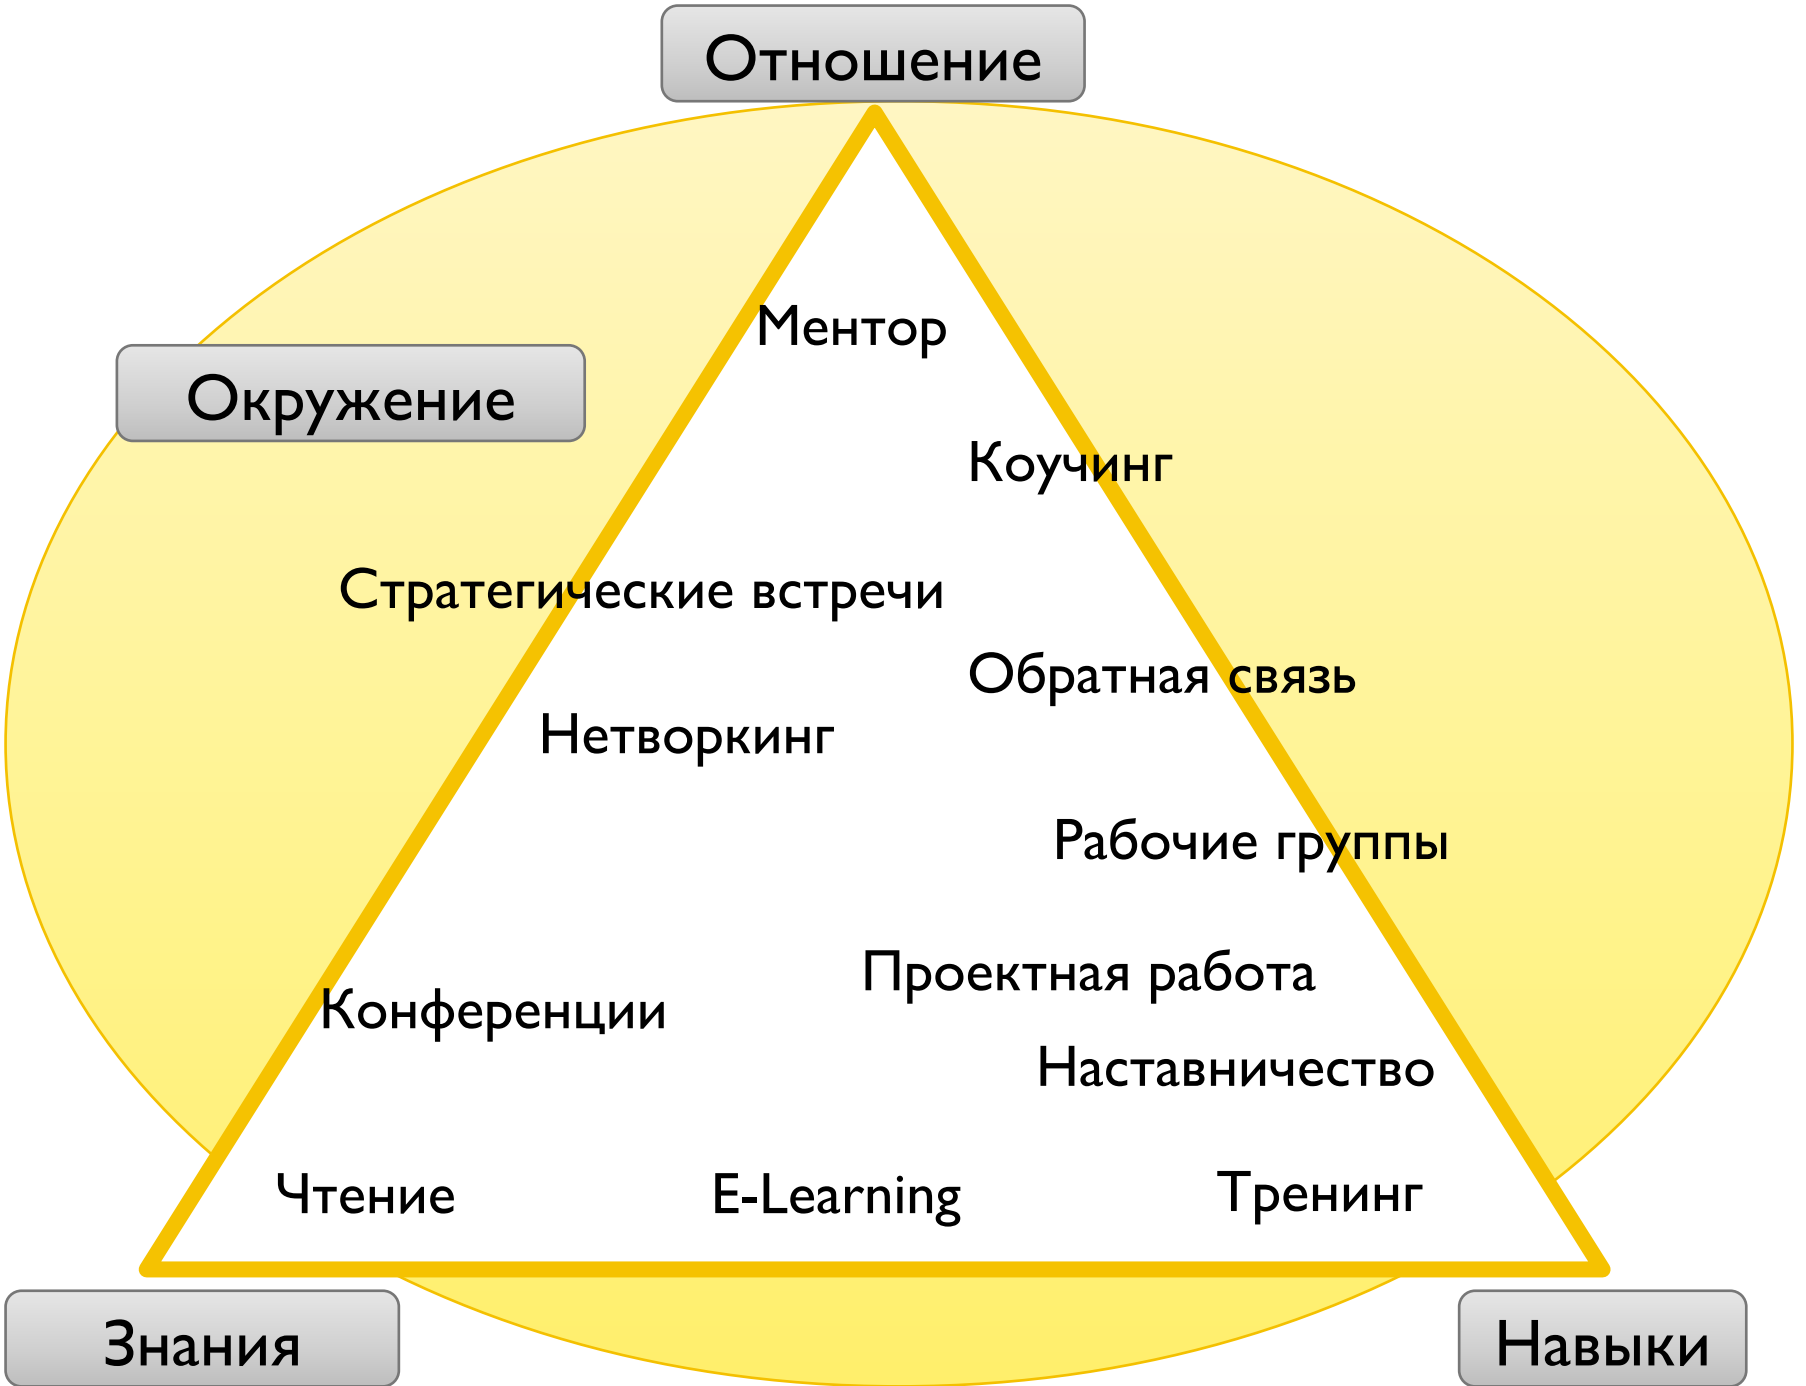 Отношение
Ментор
Окружение
Коучинг
Стратегические встречи
Обратная связь
Нетворкинг
Рабочие группы
Проектная работа
Конференции
Наставничество
Чтение
E-Learning
Тренинг
Знания
Навыки